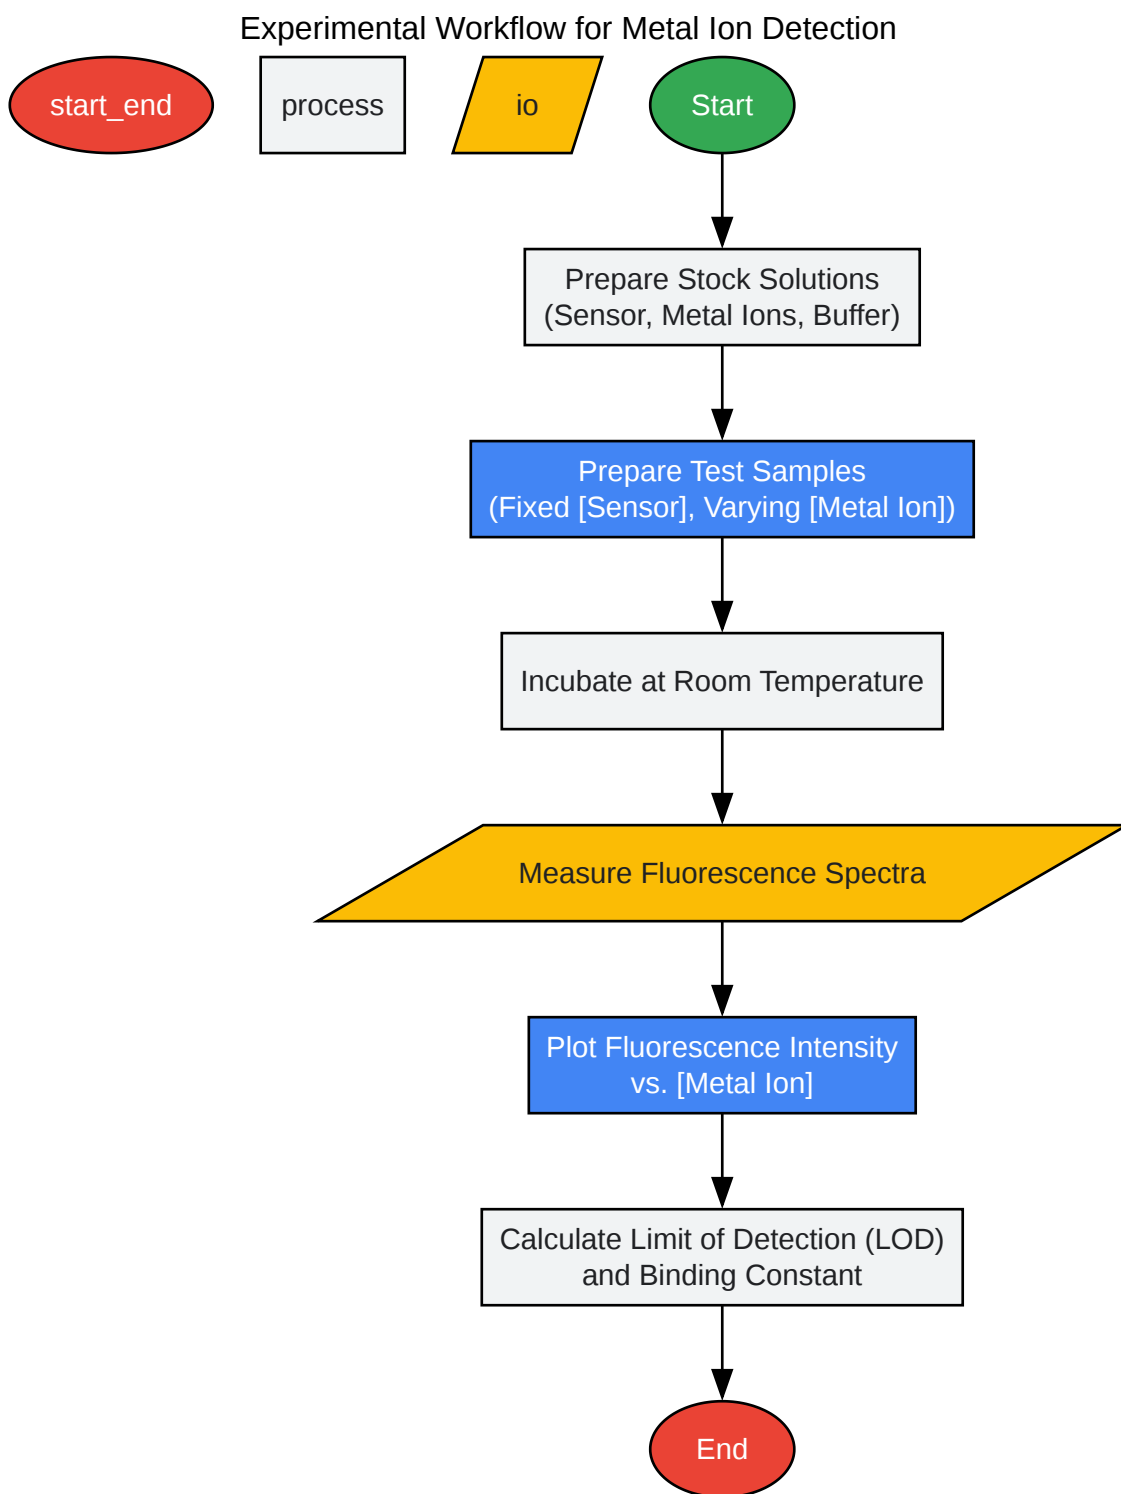 Experimental Workflow for Metal Ion Detection
start_end
process
io
Start
Prepare Stock Solutions
(Sensor, Metal Ions, Buffer)
Prepare Test Samples
(Fixed [Sensor], Varying [Metal Ion])
Incubate at Room Temperature
Measure Fluorescence Spectra
Plot Fluorescence Intensity
vs. [Metal Ion]
Calculate Limit of Detection (LOD)
and Binding Constant
End